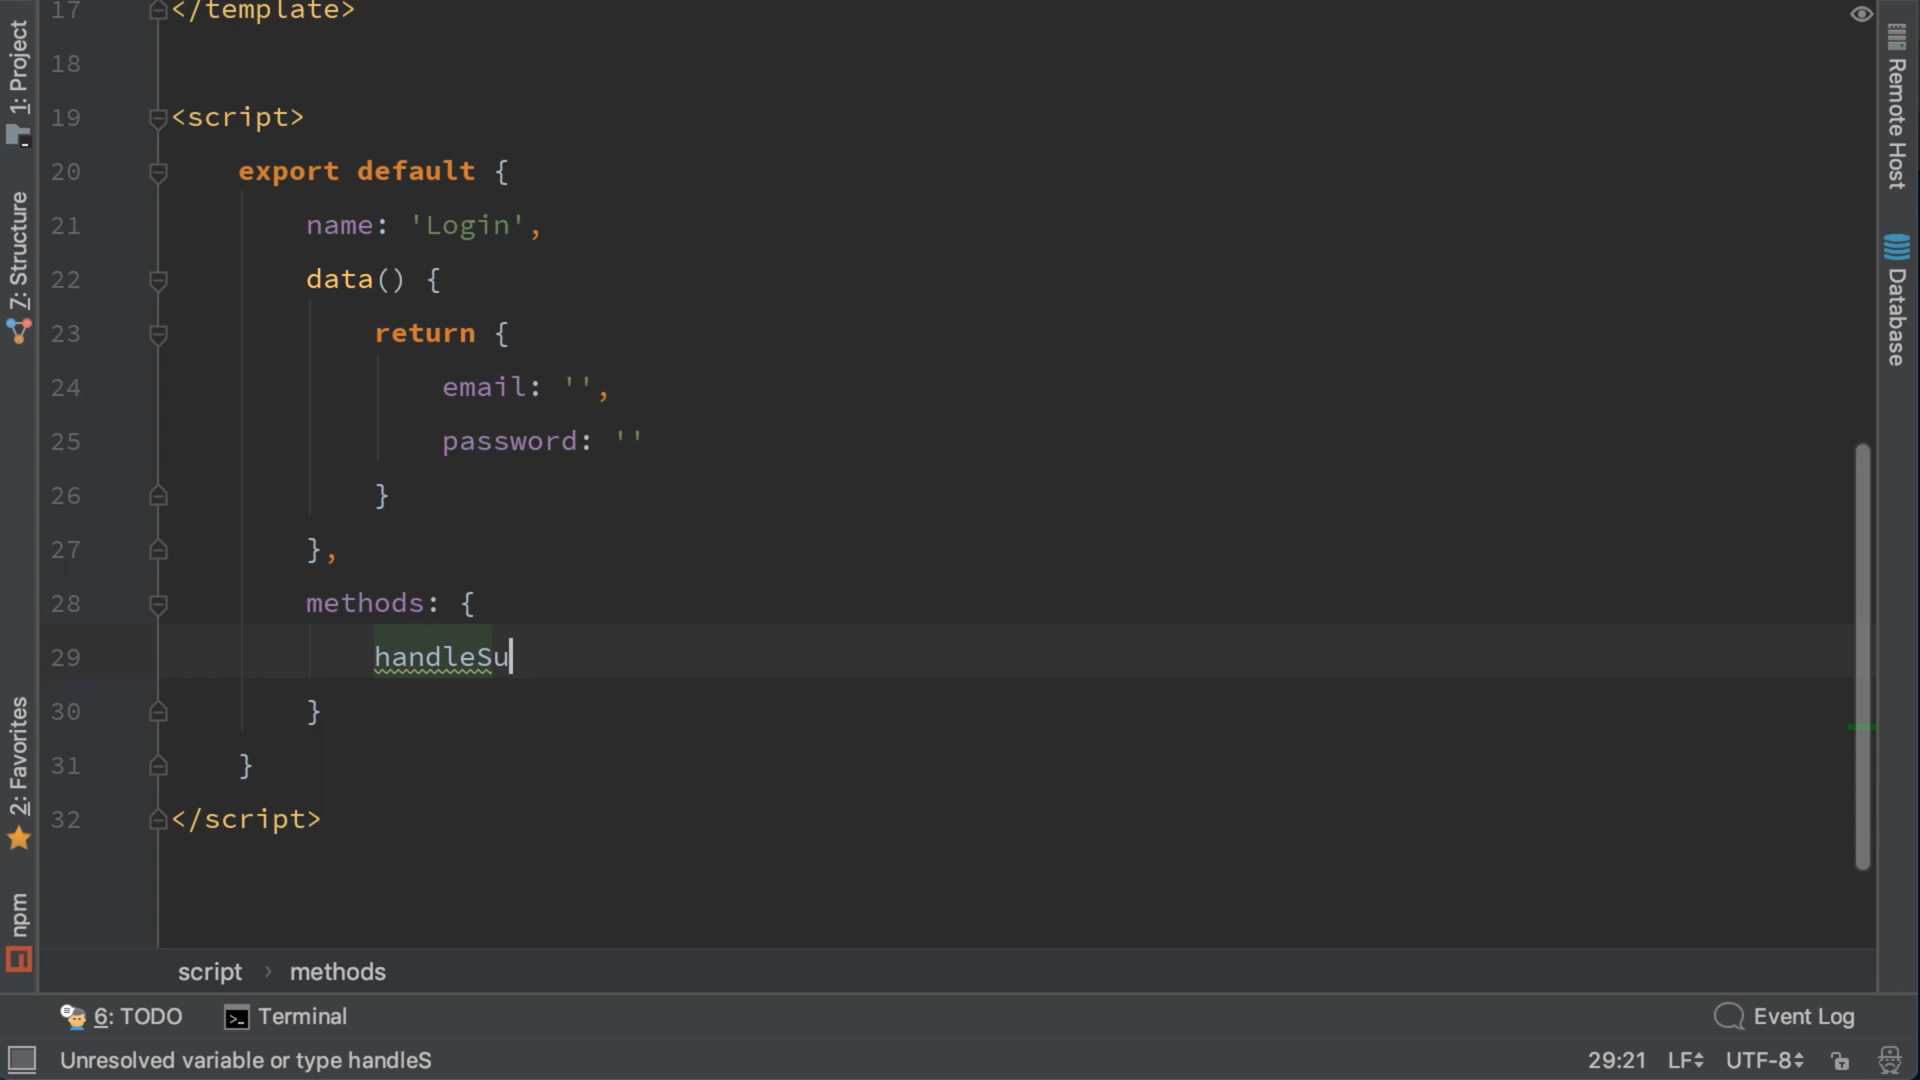 1: Project
7: Structure
2: Favorites
npm
17 </template>
18
19 <script>
20 export default {
21 name: 'Login',
22 data() {
23 return {
24 email: '',
25 password: ''
26 }
27 },
28 methods: {
29 handleSu
30 }
31 }
32 </script>
Remote Host
Database
script › methods
6: TODO Terminal Event Log
Unresolved variable or type handleS 29:21 LF UTF-8